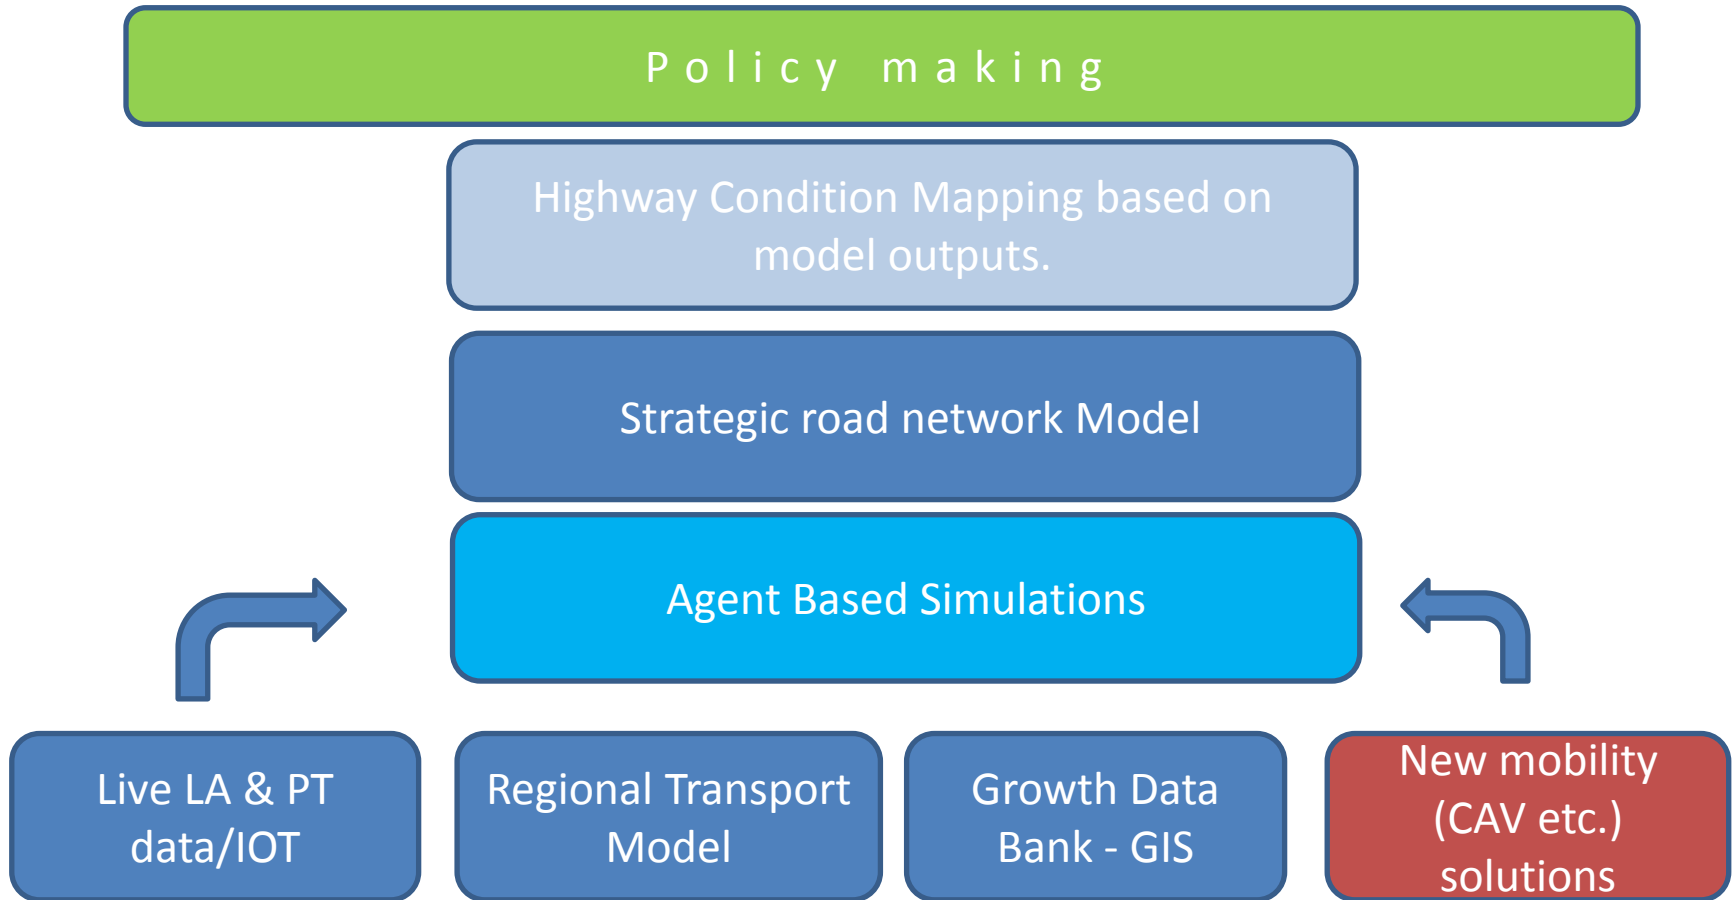 Policy making
Highway Condition Mapping based on
model outputs.
Strategic road network Model
Agent Based Simulations
Live LA & PT
data/IOT
Regional Transport
Model
Growth Data
Bank - GIS
New mobility
(CAV etc.)
solutions